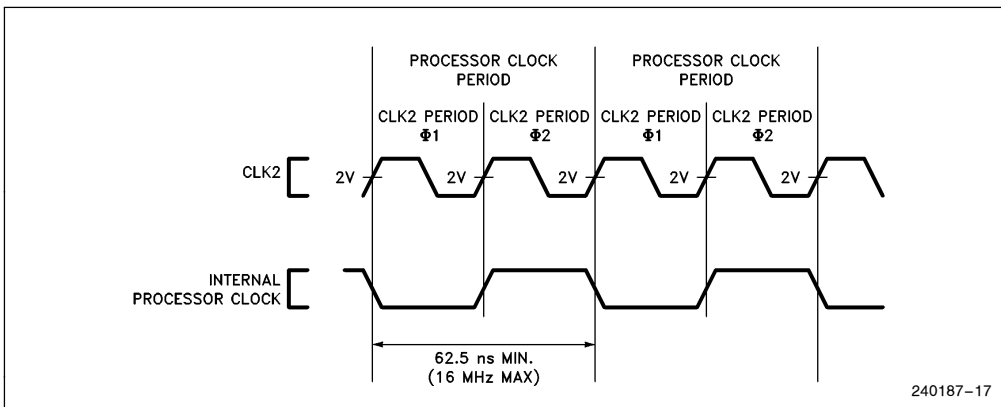 PROCESSOR CLOCK
PERIOD
PROCESSOR CLOCK
PERIOD
CLK2 PERIOD
Φ1
CLK2 PERIOD
Φ2
CLK2 PERIOD
Φ1
CLK2 PERIOD
Φ2
CLK2
2V
2V
2V
2V
2V
INTERNAL
PROCESSOR CLOCK
62.5 ns MIN.
(16 MHz MAX)
240187-17